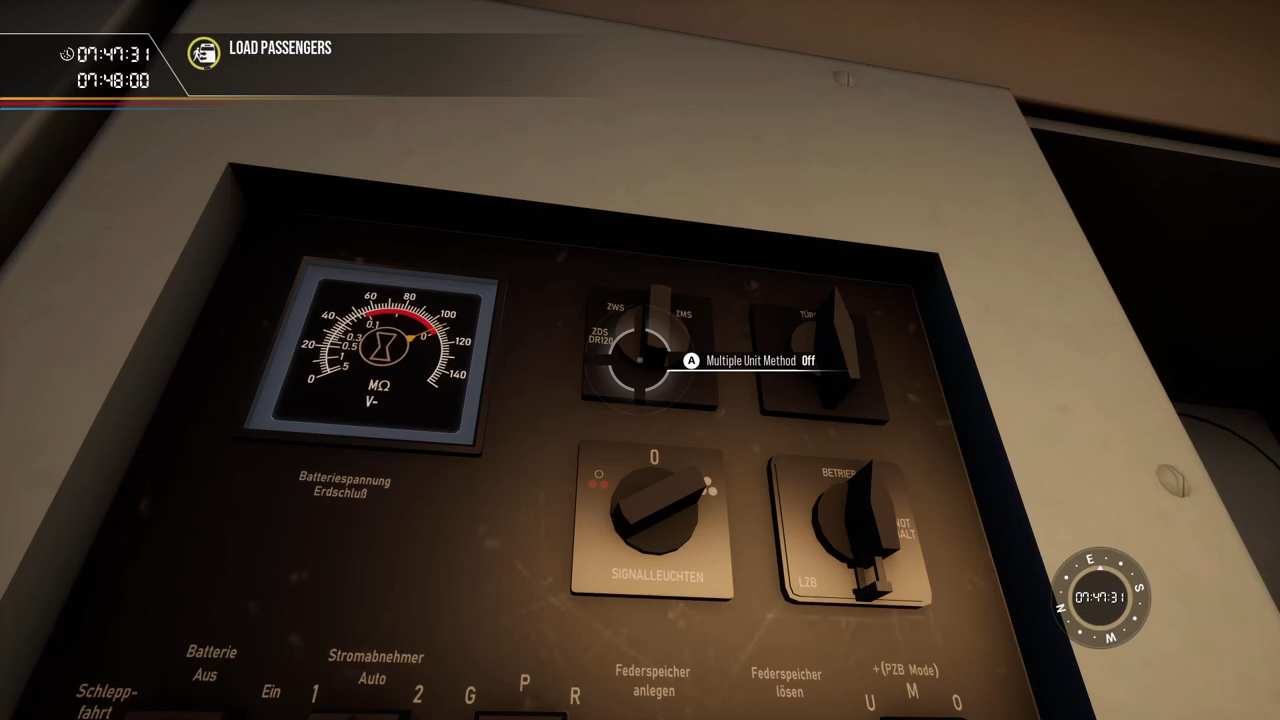 07:47:31
07:48:00
LOAD PASSENGERS
60 80
40 100
20 120
0 140
0.1
0.3
0.5
1
5
0
MΩ
V-
Batteriespannung
Erdschluß
ZWS ZMS
ZDS
DR120
A Multiple Unit Method Off
0
SIGNALLEUCHTEN
BETRIEB
LZB
E
S
W
N
07:47:31
Schlepp-
fahrt
Batterie
Aus
Ein
Stromabnehmer
Auto
1 2
G P R
Federspeicher
anlegen
Federspeicher
lösen
+(PZB Mode)
U M O